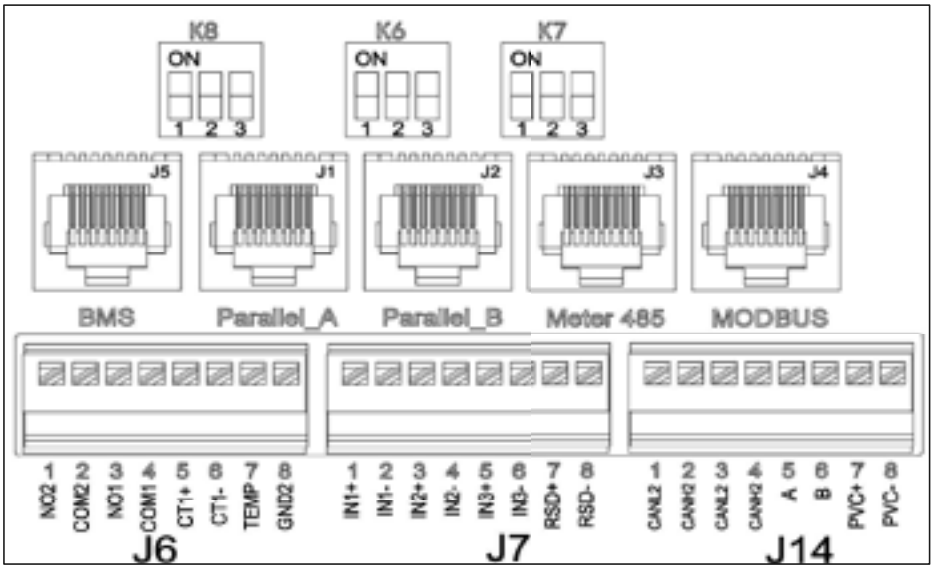 K8 K6 K7
ON ON ON
1 2 3 1 2 3 1 2 3
J5 J1 J2 J3 J4
BMS Parallel_A Parallel_B Meter 485 MODBUS
1 2 3 4 5 6 7 8 1 2 3 4 5 6 7 8 1 2 3 4 5 6 7 8
NO2 COM2 NO1 COM1 CT1+ CT1- TEMP GND2 IN1+ IN1- IN2+ IN2- IN3+ IN3- RSD+ RSD- CANL2 CANH2 CANL2 CANH2 A B PVC+ PVC-
J6 J7 J14